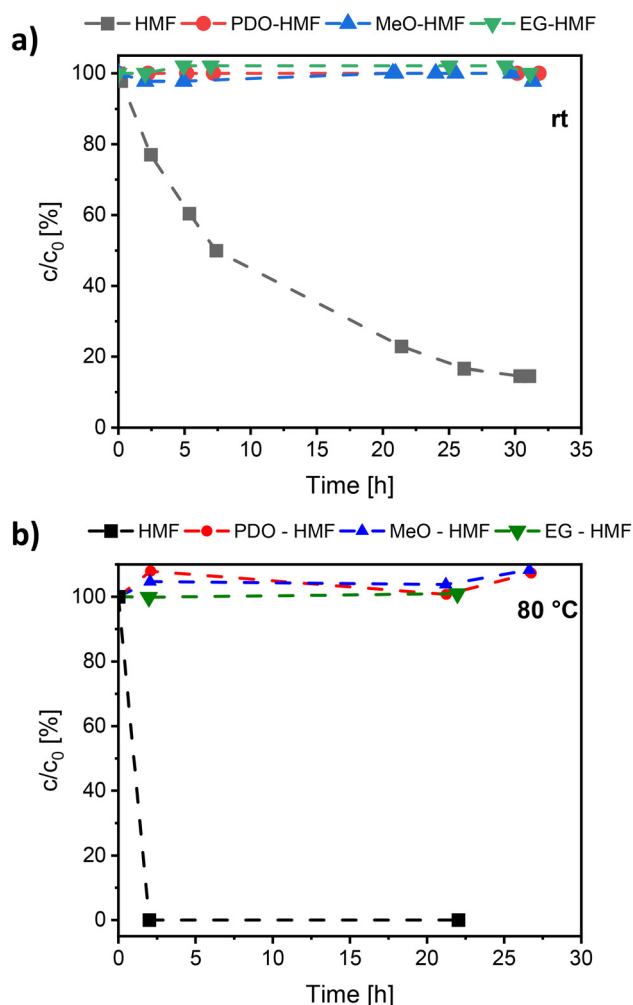 a)
HMF PDO-HMF MeO-HMF EG-HMF
100
80
60
40
20
0
c/c0 [%]
rt
0 5 10 15 20 25 30 35
Time [h]
b)
HMF PDO - HMF MeO - HMF EG - HMF
100
80
60
40
20
0
c/c0 [%]
80 °C
0 5 10 15 20 25 30
Time [h]